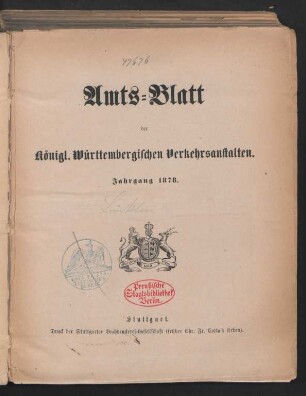 47676
Amts=Blatt
der
Königl. Württembergischen Verkehrsanstalten.
Jahrgang 1878.
Preußische
Staatsbibliothek
Berlin.
Stuttgart.
Druck der Stuttgarter Buchdruckerei-Gesellschaft (früher Chr. Fr. Cotta's Erben).